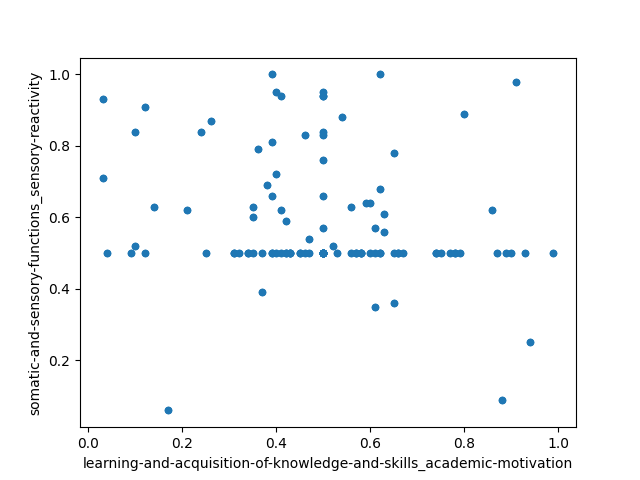 somatic-and-sensory-functions_sensory-reactivity
1.0
0.8
0.6
0.4
0.2
0.0 0.2 0.4 0.6 0.8 1.0
learning-and-acquisition-of-knowledge-and-skills_academic-motivation